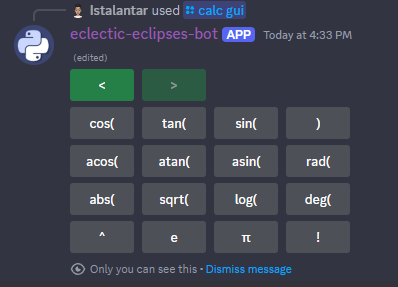 Istalantar used calc gui
eclectic-eclipses-bot APP Today at 4:33 PM
(edited)
< >
cos( tan( sin( )
acos( atan( asin( rad(
abs( sqrt( log( deg(
^ e π !
Only you can see this • Dismiss message